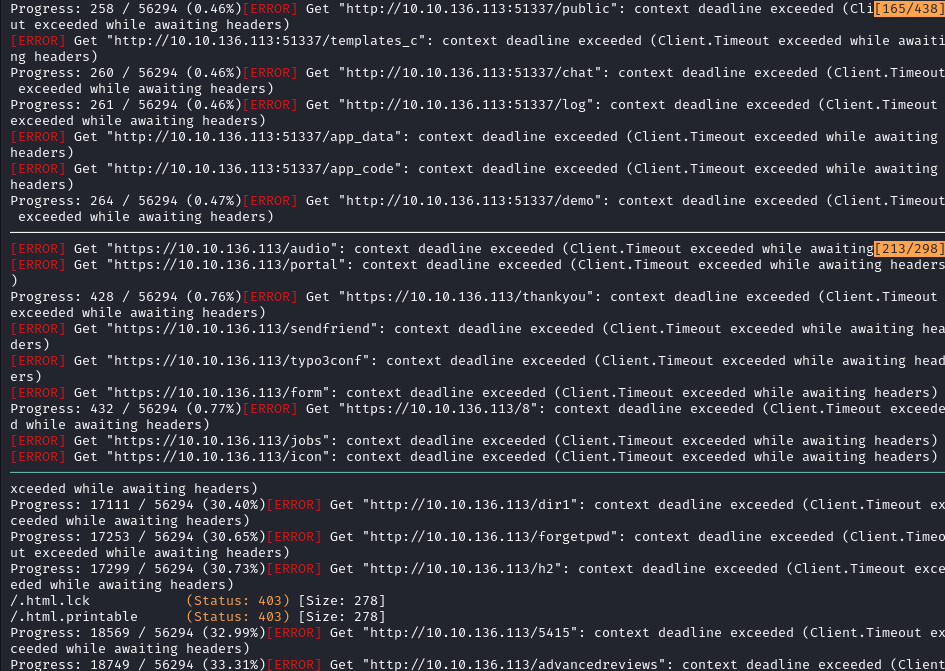 Progress: 258 / 56294 (0.46%)[ERROR] Get "http://10.10.136.113:51337/public": context deadline exceeded (Cli[165/438]
ut exceeded while awaiting headers)
[ERROR] Get "http://10.10.136.113:51337/templates_c": context deadline exceeded (Client.Timeout exceeded while awaiti
ng headers)
Progress: 260 / 56294 (0.46%)[ERROR] Get "http://10.10.136.113:51337/chat": context deadline exceeded (Client.Timeout
 exceeded while awaiting headers)
Progress: 261 / 56294 (0.46%)[ERROR] Get "http://10.10.136.113:51337/log": context deadline exceeded (Client.Timeout
exceeded while awaiting headers)
[ERROR] Get "http://10.10.136.113:51337/app_data": context deadline exceeded (Client.Timeout exceeded while awaiting
headers)
[ERROR] Get "http://10.10.136.113:51337/app_code": context deadline exceeded (Client.Timeout exceeded while awaiting
headers)
Progress: 264 / 56294 (0.47%)[ERROR] Get "http://10.10.136.113:51337/demo": context deadline exceeded (Client.Timeout
 exceeded while awaiting headers)
[ERROR] Get "https://10.10.136.113/audio": context deadline exceeded (Client.Timeout exceeded while awaiting[213/298]
[ERROR] Get "https://10.10.136.113/portal": context deadline exceeded (Client.Timeout exceeded while awaiting headers
)
Progress: 428 / 56294 (0.76%)[ERROR] Get "https://10.10.136.113/thankyou": context deadline exceeded (Client.Timeout
exceeded while awaiting headers)
[ERROR] Get "https://10.10.136.113/sendfriend": context deadline exceeded (Client.Timeout exceeded while awaiting hea
ders)
[ERROR] Get "https://10.10.136.113/typo3conf": context deadline exceeded (Client.Timeout exceeded while awaiting head
ers)
[ERROR] Get "https://10.10.136.113/form": context deadline exceeded (Client.Timeout exceeded while awaiting headers)
Progress: 432 / 56294 (0.77%)[ERROR] Get "https://10.10.136.113/8": context deadline exceeded (Client.Timeout exceede
d while awaiting headers)
[ERROR] Get "https://10.10.136.113/jobs": context deadline exceeded (Client.Timeout exceeded while awaiting headers)
[ERROR] Get "https://10.10.136.113/icon": context deadline exceeded (Client.Timeout exceeded while awaiting headers)
xceeded while awaiting headers)
Progress: 17111 / 56294 (30.40%)[ERROR] Get "http://10.10.136.113/dir1": context deadline exceeded (Client.Timeout ex
ceeded while awaiting headers)
Progress: 17253 / 56294 (30.65%)[ERROR] Get "http://10.10.136.113/forgetpwd": context deadline exceeded (Client.Timeo
ut exceeded while awaiting headers)
Progress: 17299 / 56294 (30.73%)[ERROR] Get "http://10.10.136.113/h2": context deadline exceeded (Client.Timeout exce
eded while awaiting headers)
/.html.lck            (Status: 403) [Size: 278]
/.html.printable      (Status: 403) [Size: 278]
Progress: 18569 / 56294 (32.99%)[ERROR] Get "http://10.10.136.113/5415": context deadline exceeded (Client.Timeout ex
ceeded while awaiting headers)
Progress: 18749 / 56294 (33.31%)[ERROR] Get "http://10.10.136.113/advancedreviews": context deadline exceeded (Client